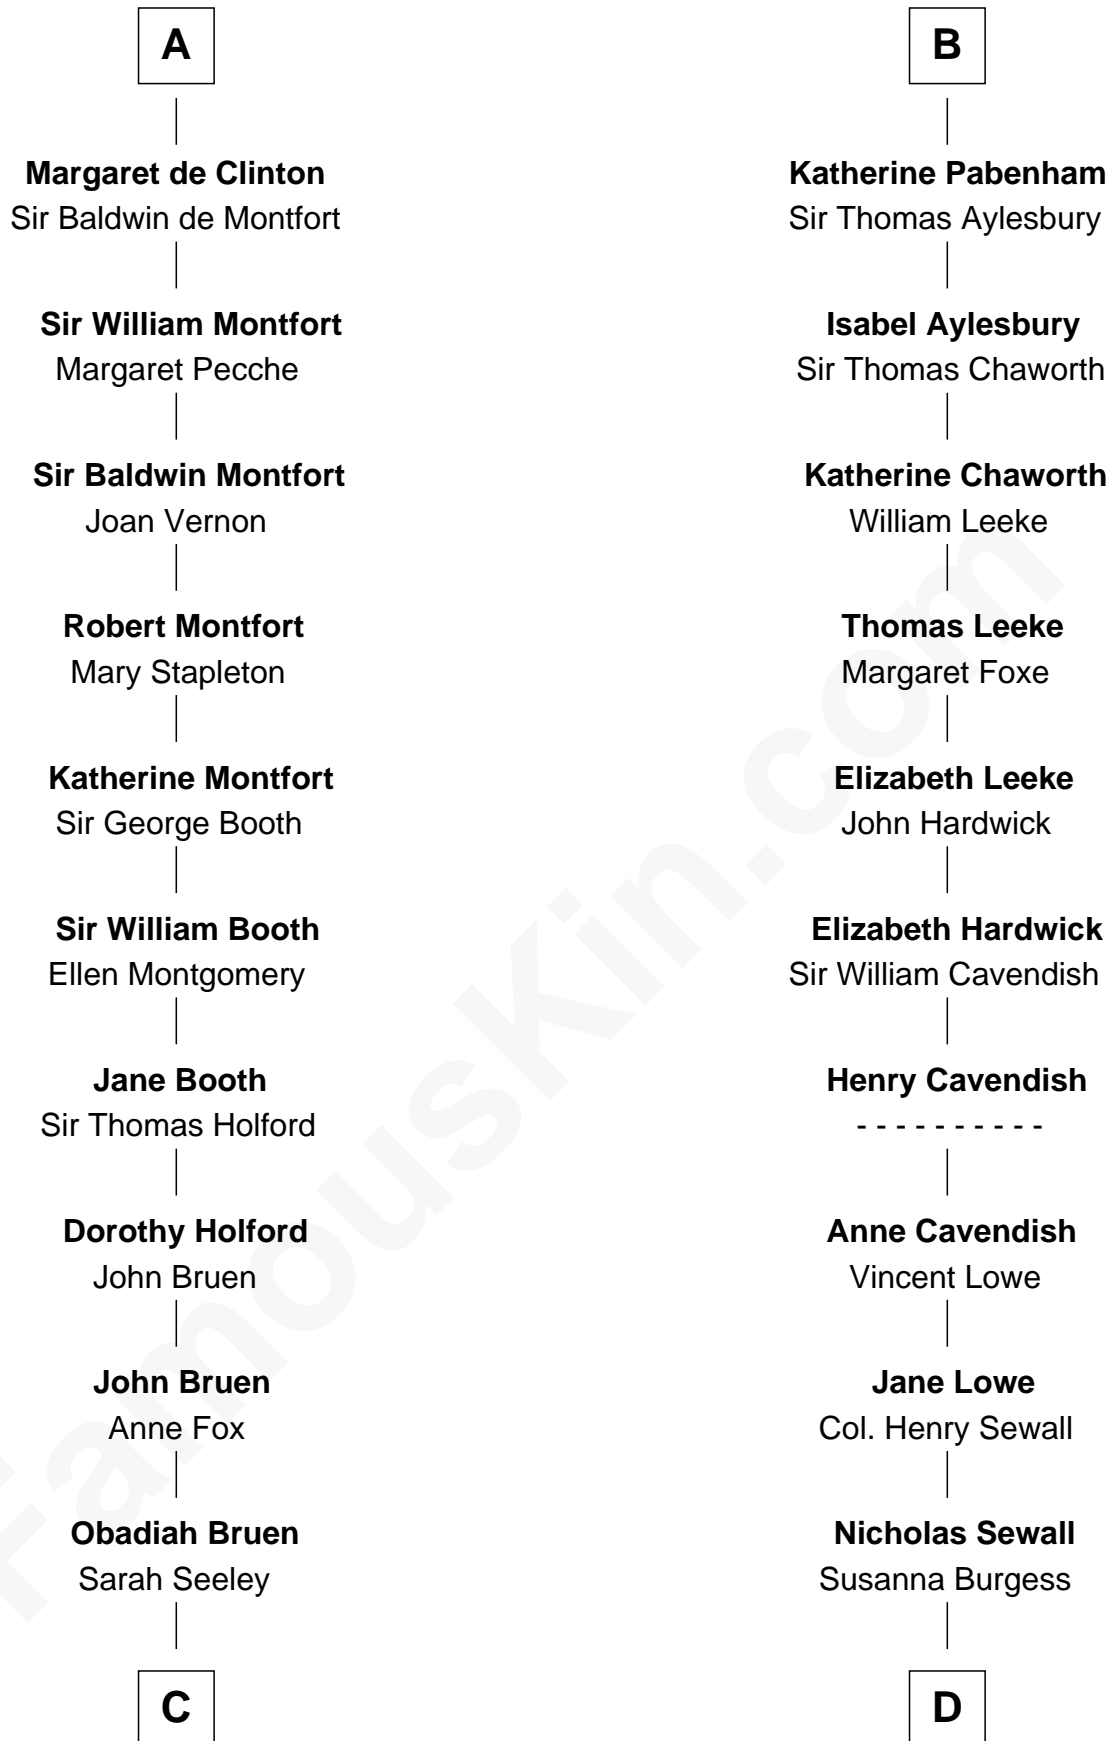 A
Margaret de Clinton
Sir Baldwin de Montfort
Sir William Montfort
Margaret Pecche
Sir Baldwin Montfort
Joan Vernon
Robert Montfort
Mary Stapleton
Katherine Montfort
Sir George Booth
Sir William Booth
Ellen Montgomery
Jane Booth
Sir Thomas Holford
Dorothy Holford
John Bruen
John Bruen
Anne Fox
Obadiah Bruen
Sarah Seeley
C
B
Katherine Pabenham
Sir Thomas Aylesbury
Isabel Aylesbury
Sir Thomas Chaworth
Katherine Chaworth
William Leeke
Thomas Leeke
Margaret Foxe
Elizabeth Leeke
John Hardwick
Elizabeth Hardwick
Sir William Cavendish
Henry Cavendish
- - - - - - - - - -
Anne Cavendish
Vincent Lowe
Jane Lowe
Col. Henry Sewall
Nicholas Sewall
Susanna Burgess
D
FamousKin.com